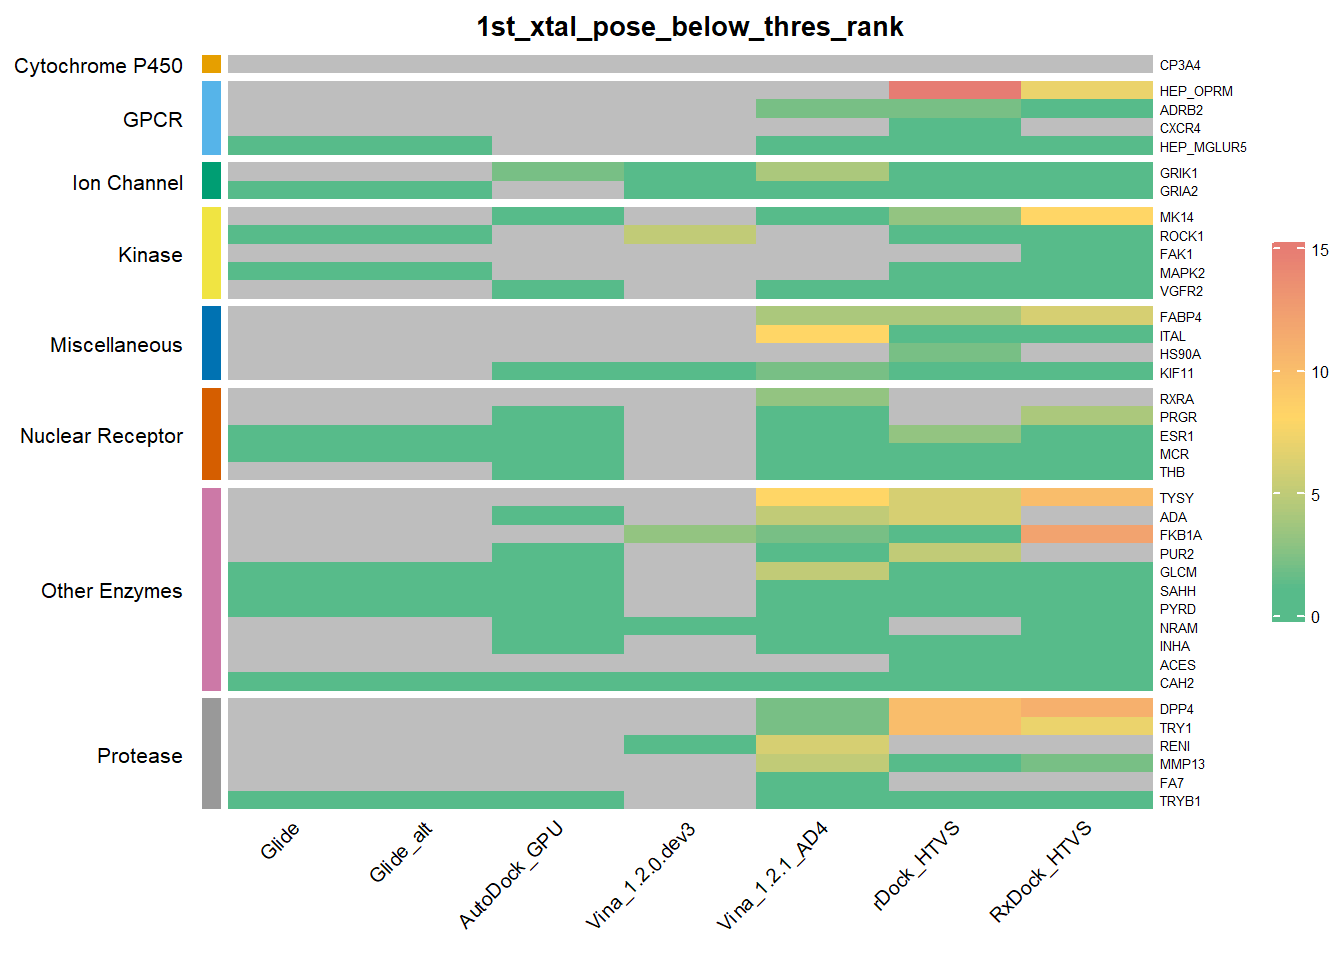 1st_xtal_pose_below_thres_rank
Cytochrome P450
CP3A4
GPCR
HEP_OPRM
ADRB2
CXCR4
HEP_MGLUR5
Ion Channel
GRIK1
GRIA2
Kinase
MK14
ROCK1
FAK1
MAPK2
VGFR2
Miscellaneous
FABP4
ITAL
HS90A
KIF11
Nuclear Receptor
RXRA
PRGR
ESR1
MCR
THB
Other Enzymes
TYSY
ADA
FKB1A
PUR2
GLCM
SAHH
PYRD
NRAM
INHA
ACES
CAH2
Protease
DPP4
TRY1
RENI
MMP13
FA7
TRYB1
Glide
Glide_alt
AutoDock_GPU
Vina_1.2.0.dev3
Vina_1.2.1_AD4
rDock_HTVS
RxDock_HTVS
15
10
5
0